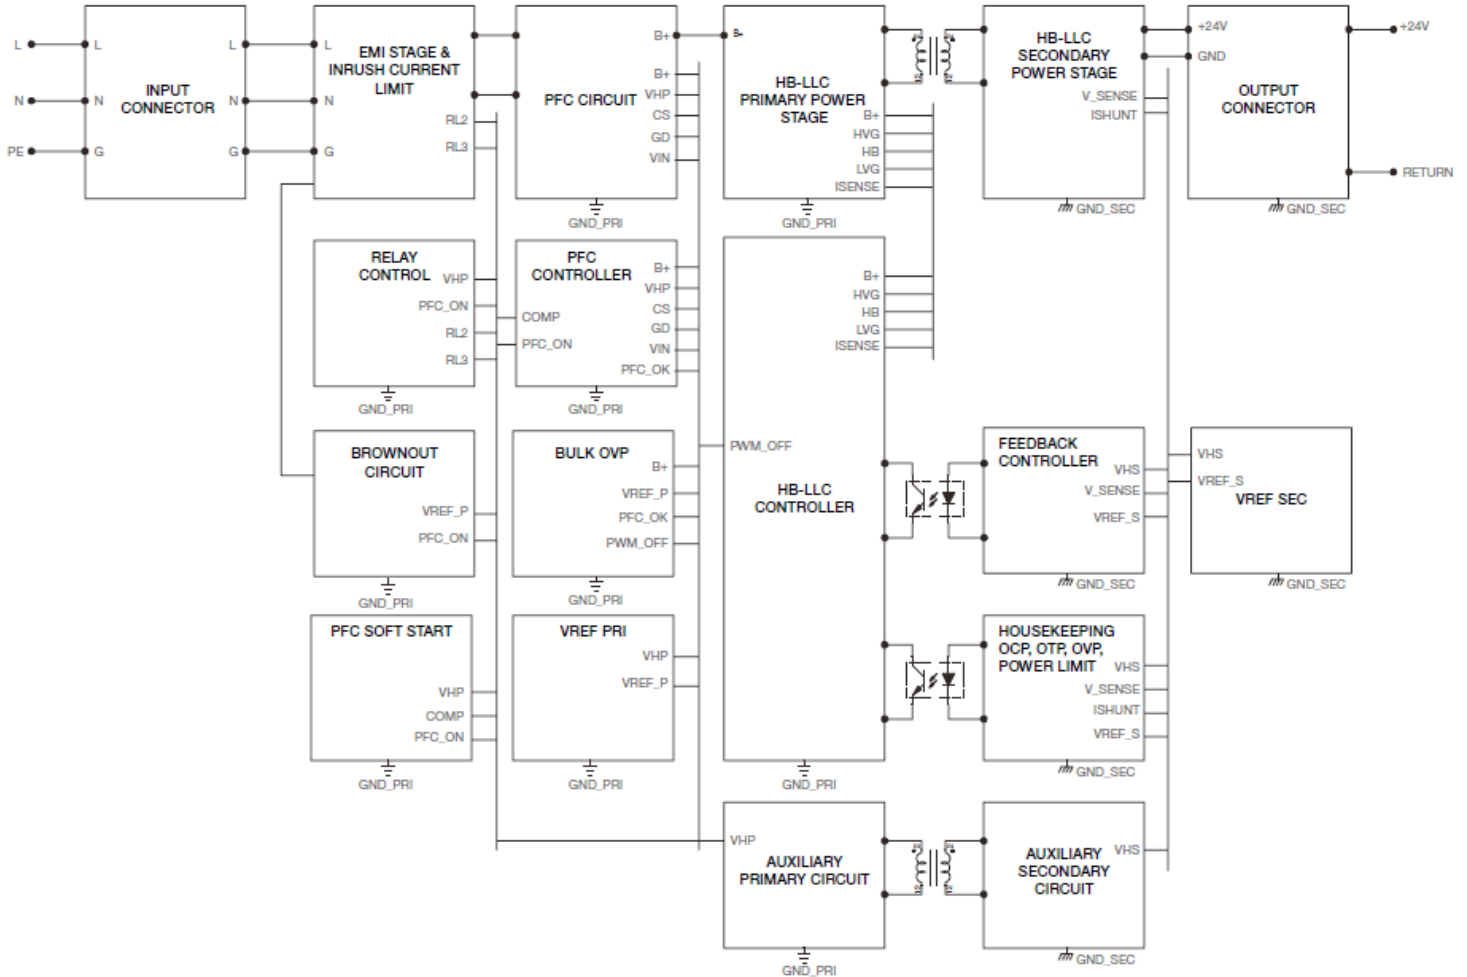 L
N
PE
L
N
G
INPUT
CONNECTOR
L
N
G
L
N
G
EMI STAGE &
INRUSH CURRENT
LIMIT
RL2
RL3
PFC CIRCUIT
B+
B+
VHP
CS
GD
VIN
GND_PRI
B+
HB-LLC
PRIMARY POWER
STAGE
B+
HVG
HB
LVG
ISENSE
GND_PRI
HB-LLC
SECONDARY
POWER STAGE
V_SENSE
ISHUNT
GND_SEC
+24V
GND
OUTPUT
CONNECTOR
GND_SEC
+24V
RETURN
RELAY
CONTROL
VHP
PFC_ON
RL2
RL3
GND_PRI
PFC
CONTROLLER
COMP
PFC_ON
B+
VHP
CS
GD
VIN
PFC_OK
GND_PRI
B+
HVG
HB
LVG
ISENSE
PWM_OFF
HB-LLC
CONTROLLER
GND_PRI
BROWNOUT
CIRCUIT
VREF_P
PFC_ON
GND_PRI
BULK OVP
B+
VREF_P
PFC_OK
PWM_OFF
GND_PRI
FEEDBACK
CONTROLLER
VHS
V_SENSE
VREF_S
GND_SEC
VHS
VREF_S
VREF SEC
GND_SEC
PFC SOFT START
VHP
COMP
PFC_ON
GND_PRI
VREF PRI
VHP
VREF_P
GND_PRI
HOUSEKEEPING
OCP, OTP, OVP,
POWER LIMIT
VHS
V_SENSE
ISHUNT
VREF_S
GND_SEC
VHP
AUXILIARY
PRIMARY CIRCUIT
GND_PRI
AUXILIARY
SECONDARY
CIRCUIT
VHS
GND_SEC